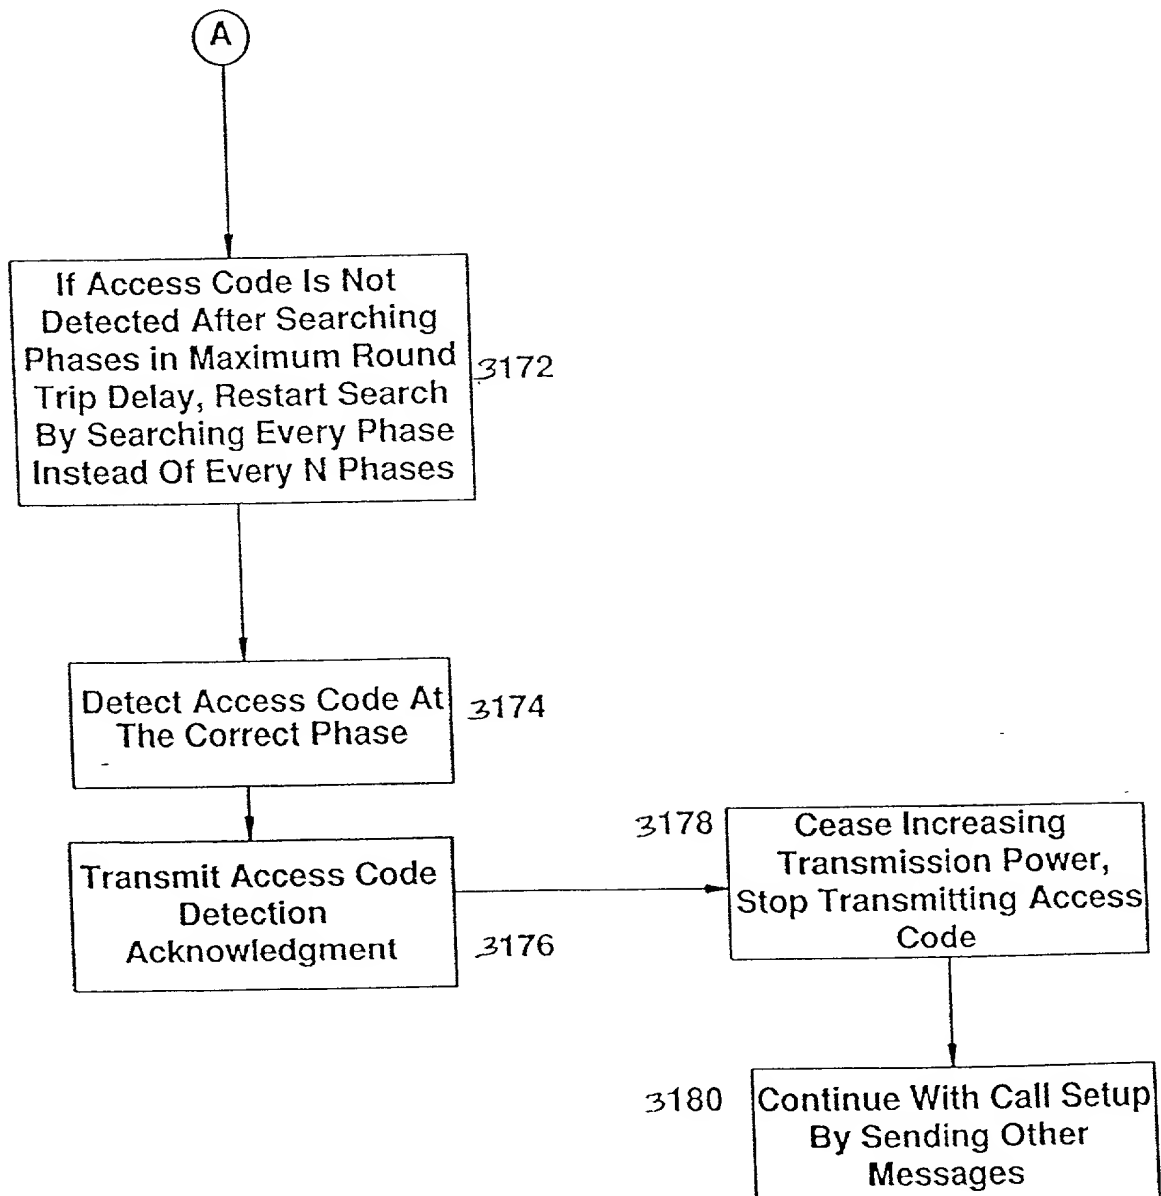 A
If Access Code Is Not
Detected After Searching
Phases in Maximum Round
Trip Delay, Restart Search
By Searching Every Phase
Instead Of Every N Phases
3172
Detect Access Code At
The Correct Phase
3174
Transmit Access Code
Detection
Acknowledgment
3176
3178
Cease Increasing
Transmission Power,
Stop Transmitting Access
Code
3180
Continue With Call Setup
By Sending Other
Messages